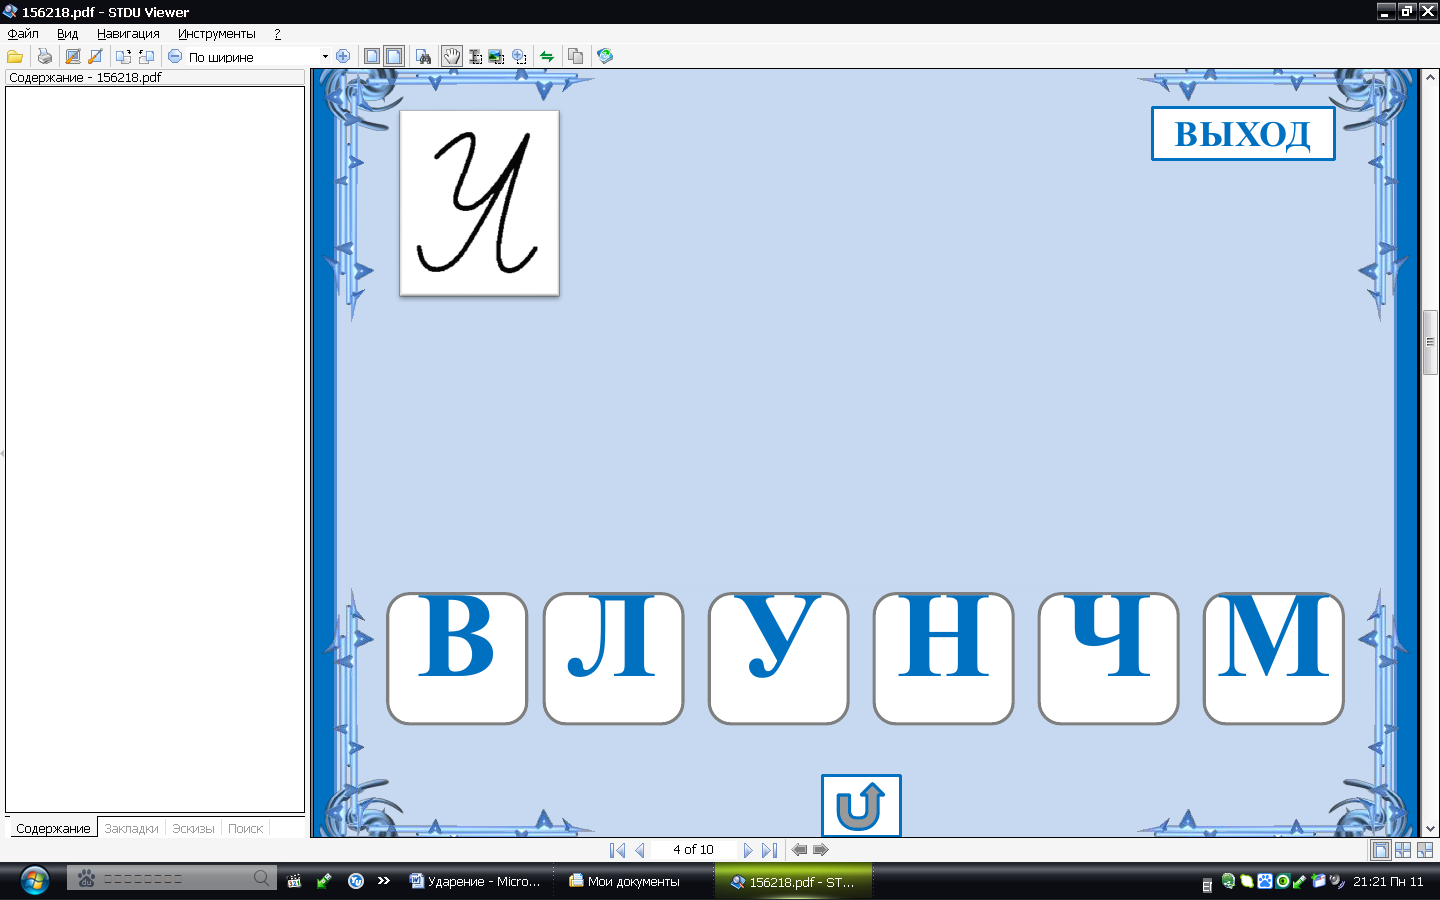 156218.pdf - STDU Viewer
Файл Вид Навигация Инструменты ?
По ширине
Содержание - 156218.pdf
ВЫХОД
В Л У Н Ч М
Содержание Закладки Эскизы Поиск
4 of 10
Ударение - Micro... Мои документы 156218.pdf - ST... 21:21 Пн 11